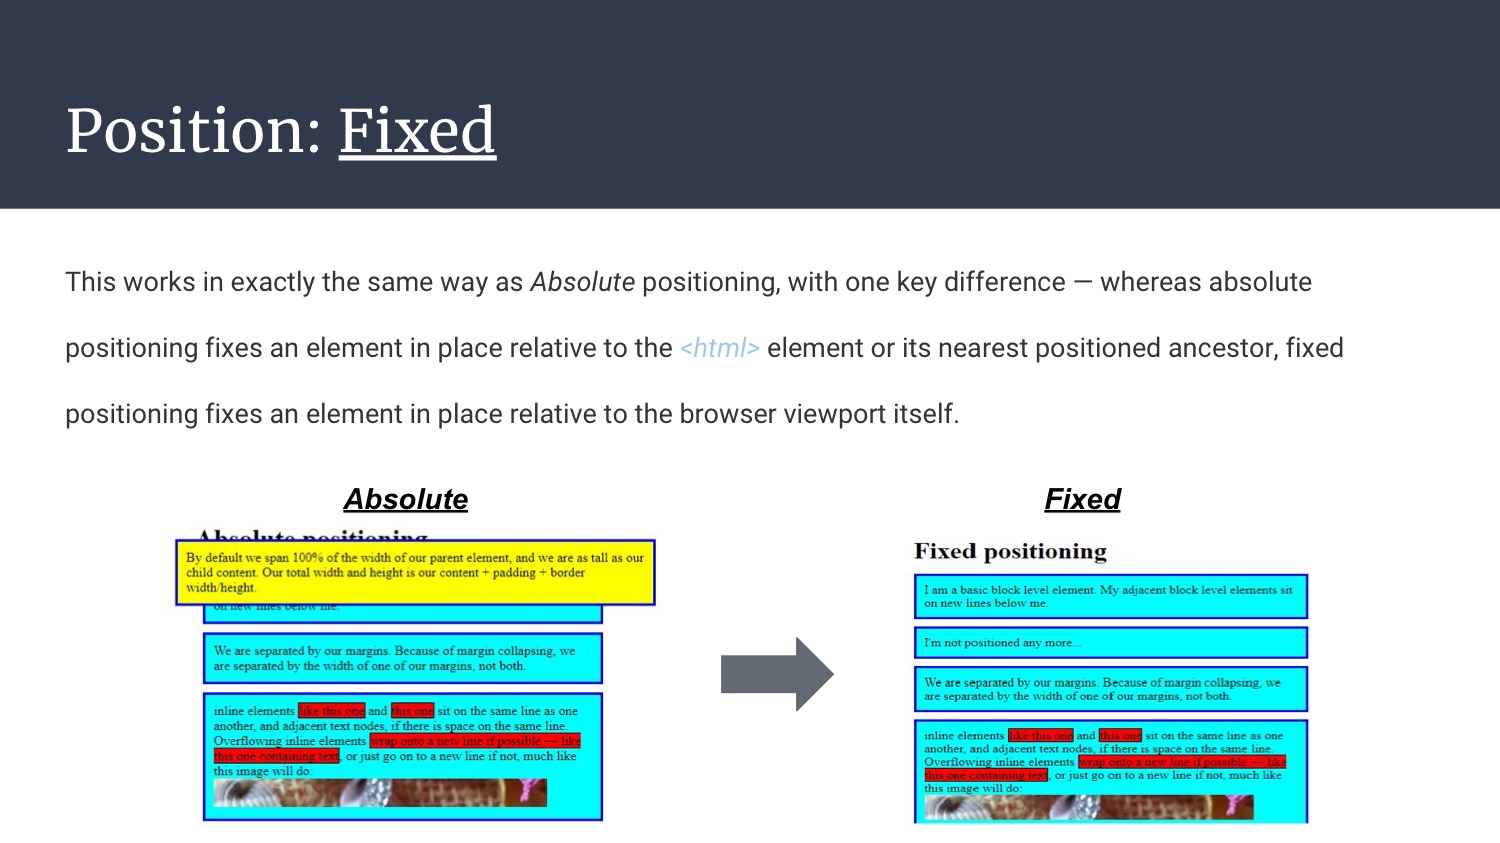 Position: Fixed
This works in exactly the same way as Absolute positioning, with one key difference — whereas absolute
positioning fixes an element in place relative to the <html> element or its nearest positioned ancestor, fixed
positioning fixes an element in place relative to the browser viewport itself.
Absolute
Absolute positioning
By default we span 100% of the width of our parent element, and we are as tall as our
child content. Our total width and height is our content + padding + border
width/height.
on new lines below me.
We are separated by our margins. Because of margin collapsing, we
are separated by the width of one of our margins, not both.
inline elements like this one and this one sit on the same line as one
another, and adjacent text nodes, if there is space on the same line.
Overflowing inline elements wrap onto a new line if possible — like
this one containing text, or just go on to a new line if not, much like
this image will do:
Fixed
Fixed positioning
I am a basic block level element. My adjacent block level elements sit
on new lines below me.
I'm not positioned any more...
We are separated by our margins. Because of margin collapsing, we
are separated by the width of one of our margins, not both.
inline elements like this one and this one sit on the same line as one
another, and adjacent text nodes, if there is space on the same line.
Overflowing inline elements wrap onto a new line if possible — like
this one containing text, or just go on to a new line if not, much like
this image will do: